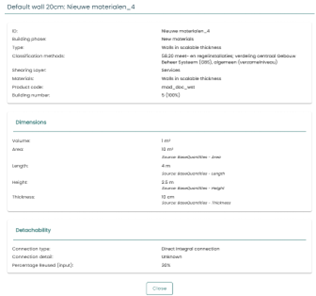 Default wall 20cm: Nieuwe materialen_4
ID: Nieuwe materialen_4
Building phase: New materials
Type: Walls in scalable thickness
Classification methods: 58.26 meet- en regelinstallaties; verdeling centraal Gebouw
Beheer Systeem (GBS), algemeen (verzamelniveau)
Shearing Layer: Services
Materials: Walls in scalable thickness
Product code:
Building number: 5 (100%)
Dimensions
Volume: 1 m³
Area: 10 m²
Source: BaseQuantities - Area
Length: 4 m
Source: BaseQuantities - Length
Height: 2.5 m
Source: BaseQuantities - Height
Thickness: 10 cm
Source: BaseQuantities - Thickness
Detachability
Connection type: Direct integral connection
Connection detail: Unknown
Percentage Reused (Input): 30%
Close